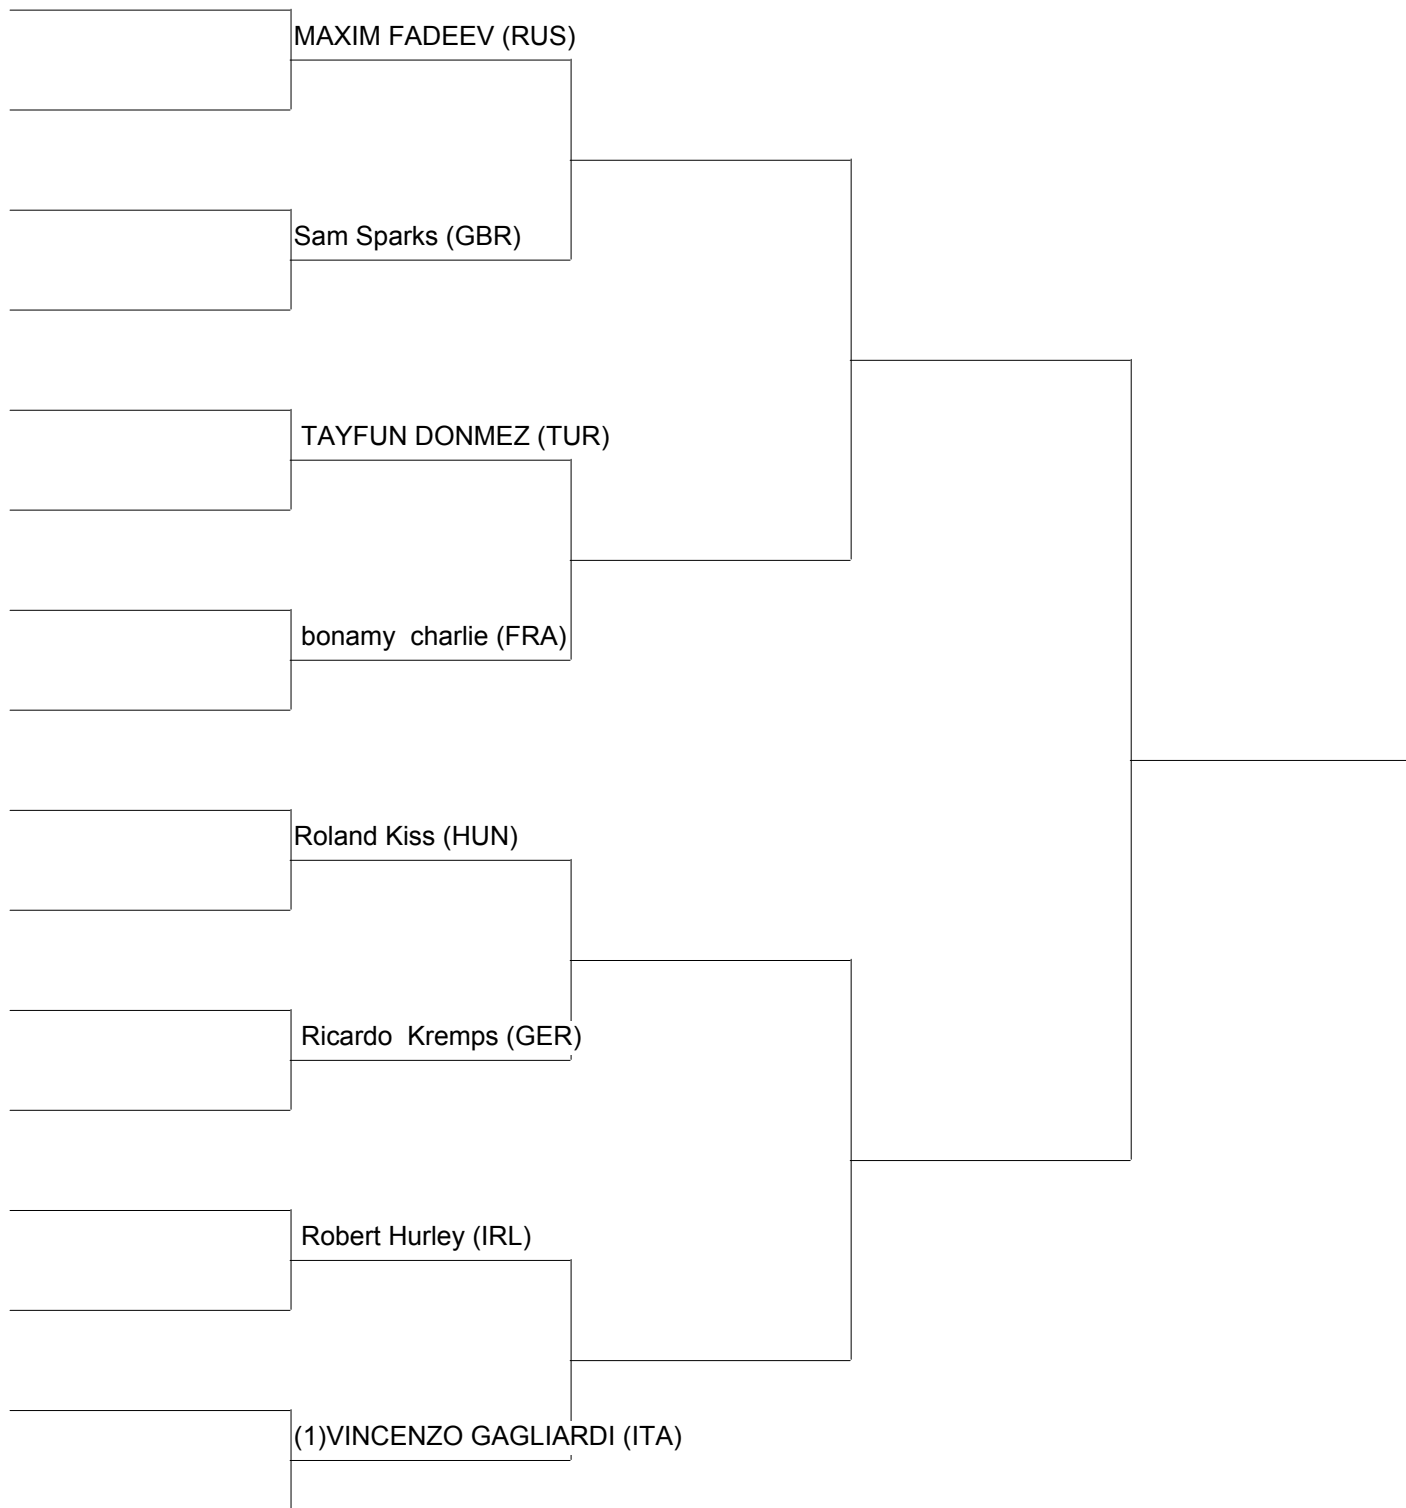 MAXIM FADEEV (RUS)
Sam Sparks (GBR)
TAYFUN DONMEZ (TUR)
bonamy  charlie (FRA)
Roland Kiss (HUN)
Ricardo  Kremps (GER)
Robert Hurley (IRL)
(1)VINCENZO GAGLIARDI (ITA)